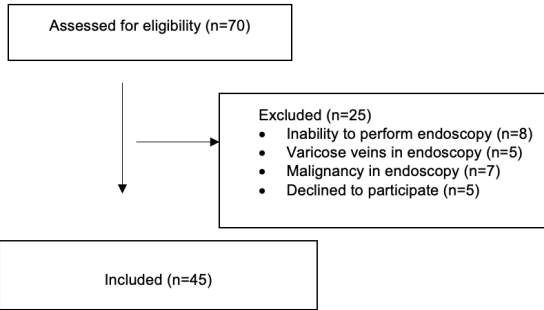 Assessed for eligibility (n=70)
Excluded (n=25)
• Inability to perform endoscopy (n=8)
• Varicose veins in endoscopy (n=5)
• Malignancy in endoscopy (n=7)
• Declined to participate (n=5)
Included (n=45)